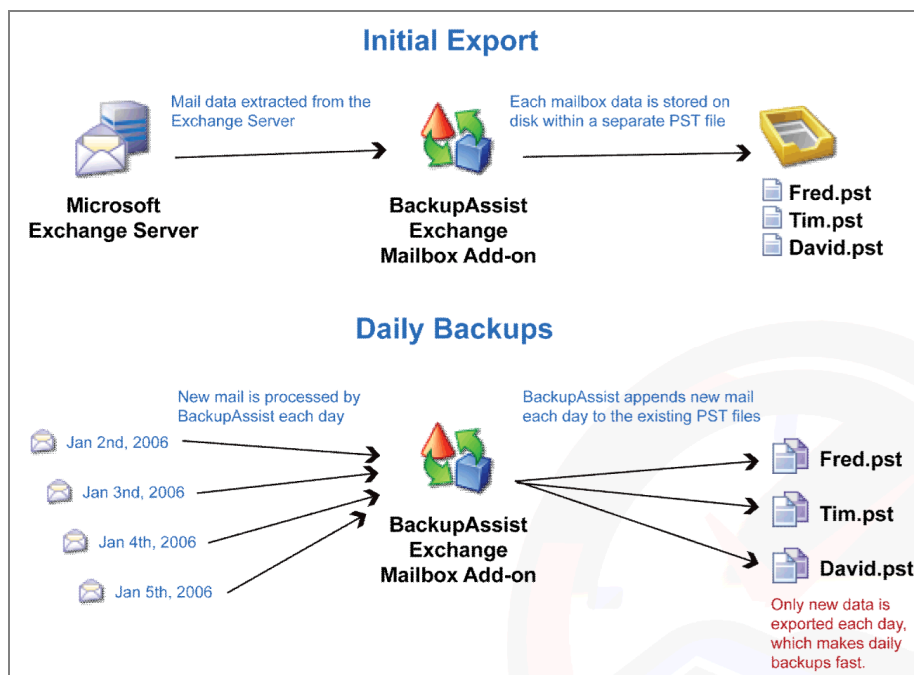 Initial Export
Mail data extracted from the
Exchange Server
Each mailbox data is stored on
disk within a separate PST file
Microsoft
Exchange Server
BackupAssist
Exchange
Mailbox Add-on
Fred.pst
Tim.pst
David.pst
Daily Backups
New mail is processed by
BackupAssist each day
BackupAssist appends new mail
each day to the existing PST files
Jan 2nd, 2006
Jan 3nd, 2006
Jan 4th, 2006
Jan 5th, 2006
BackupAssist
Exchange
Mailbox Add-on
Fred.pst
Tim.pst
David.pst
Only new data is
exported each day,
which makes daily
backups fast.